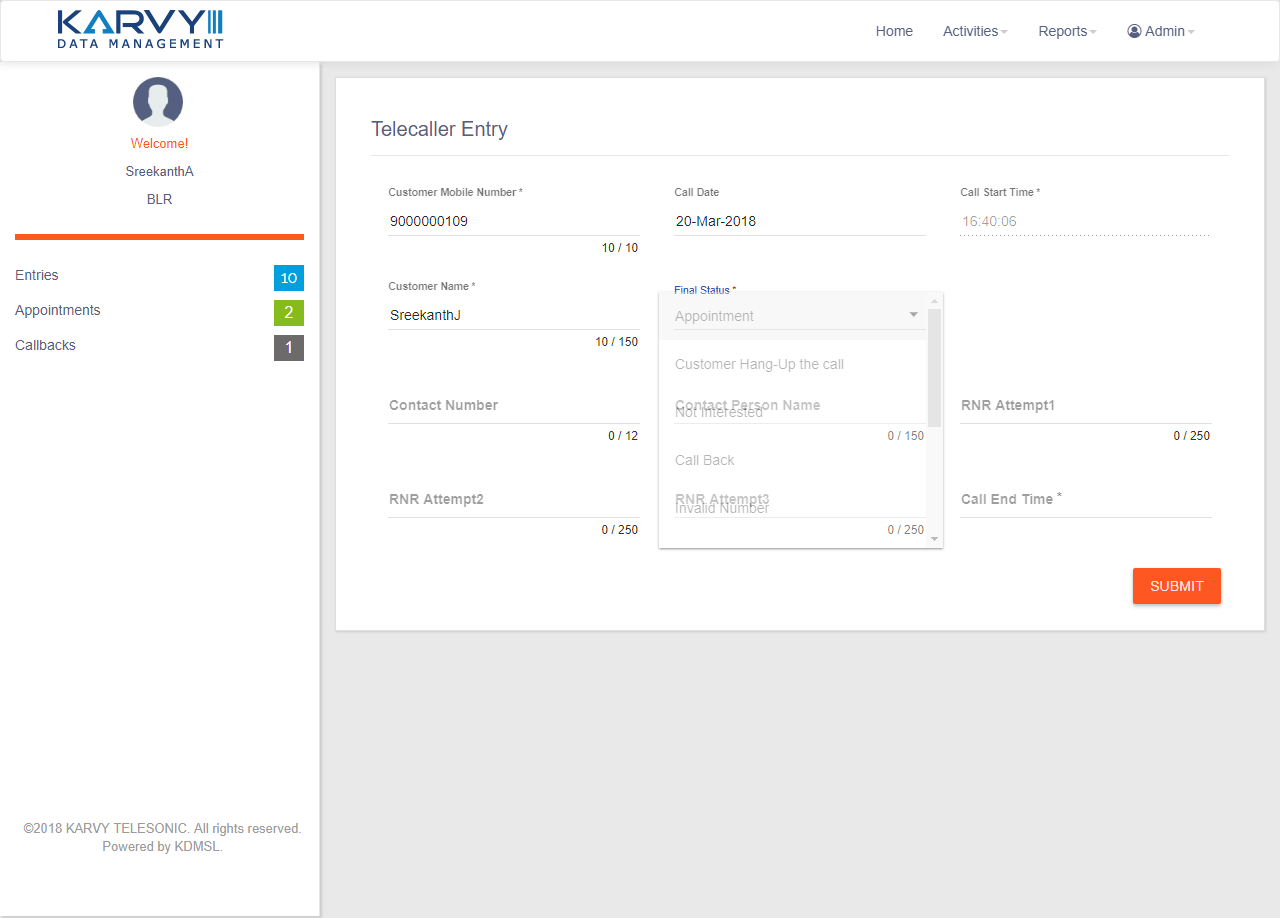 KARVY
DATA MANAGEMENT
Home Activities Reports Admin
Welcome!
SreekanthA
BLR
Entries 10
Appointments 2
Callbacks 1
©2018 KARVY TELESONIC. All rights reserved.
Powered by KDMSL.
Telecaller Entry
Customer Mobile Number * Call Date Call Start Time *
9000000109 20-Mar-2018 16:40:06
10 / 10
Customer Name * Final Status *
SreekanthJ Appointment
10 / 150
Customer Hang-Up the call
Contact Number Contact Person Name RNR Attempt1
Not Interested
0 / 12 0 / 150 0 / 250
Call Back
RNR Attempt2 RNR Attempt3 Call End Time *
Invalid Number
0 / 250 0 / 250
SUBMIT